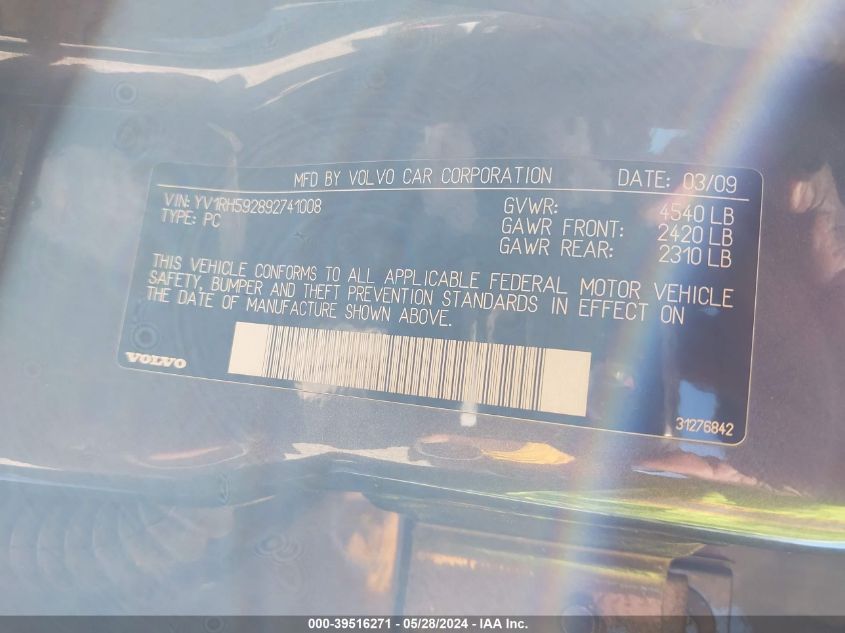 MFD BY VOLVO CAR CORPORATION DATE: 03/09
VIN: YV1RH592892741008 GVWR: 4540 LB
TYPE: PC GAWR FRONT: 2420 LB
GAWR REAR: 2310 LB
THIS VEHICLE CONFORMS TO ALL APPLICABLE FEDERAL MOTOR VEHICLE
SAFETY, BUMPER AND THEFT PREVENTION STANDARDS IN EFFECT ON
THE DATE OF MANUFACTURE SHOWN ABOVE.
VOLVO
31276842
000-39516271 - 05/28/2024 - IAA Inc.